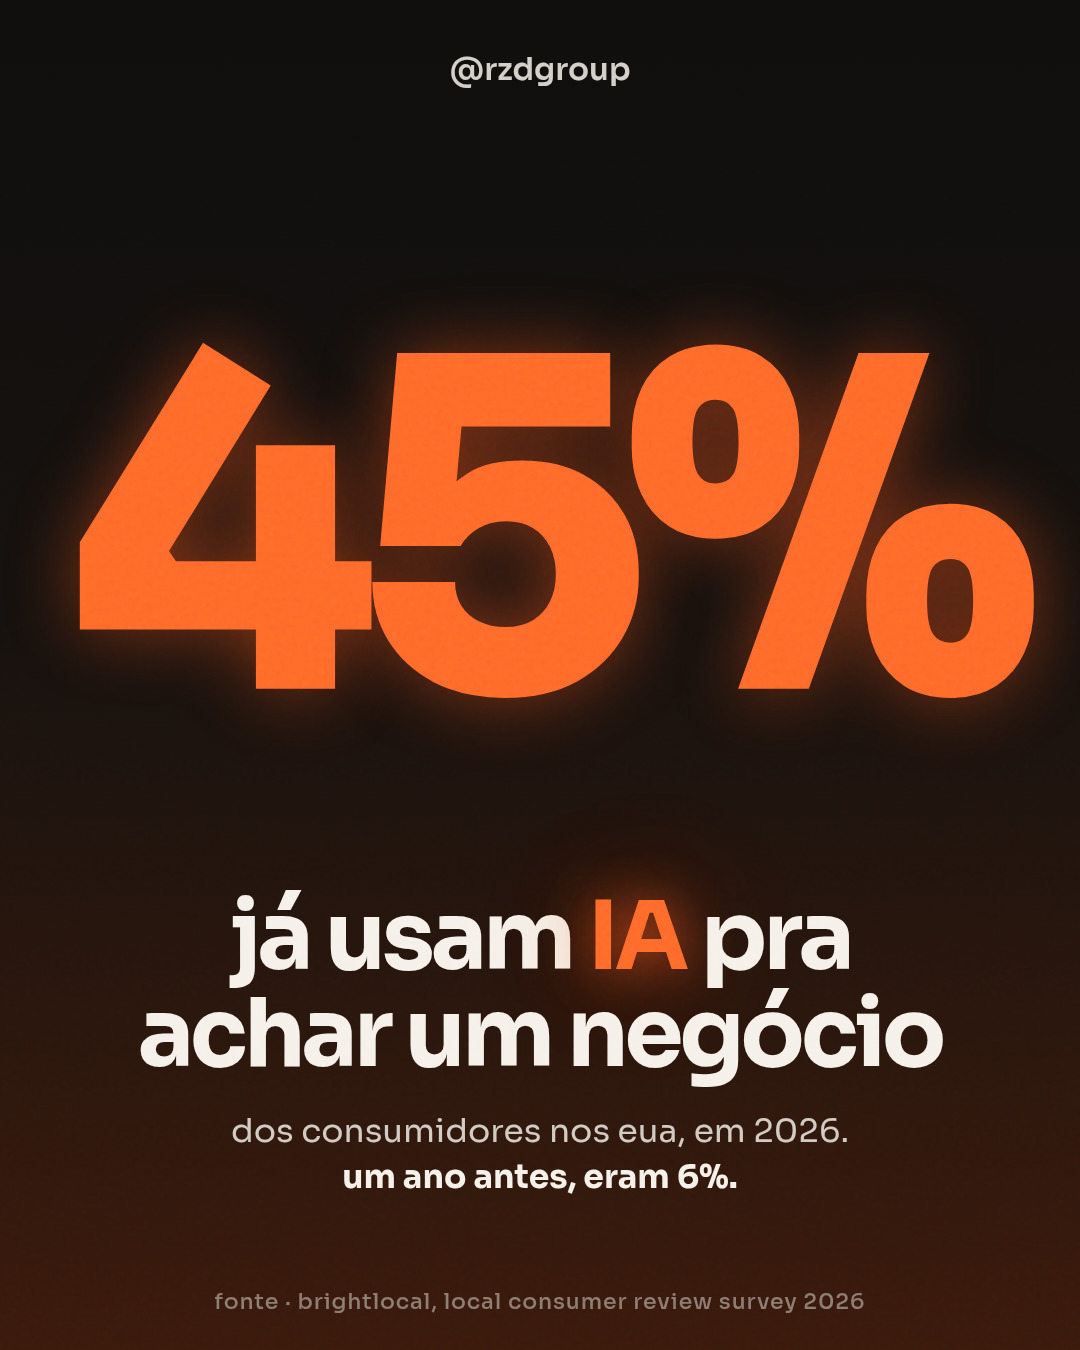 @rzdgroup
45%
já usam IA pra
achar um negócio
dos consumidores nos eua, em 2026.
um ano antes, eram 6%.
fonte · brightlocal, local consumer review survey 2026